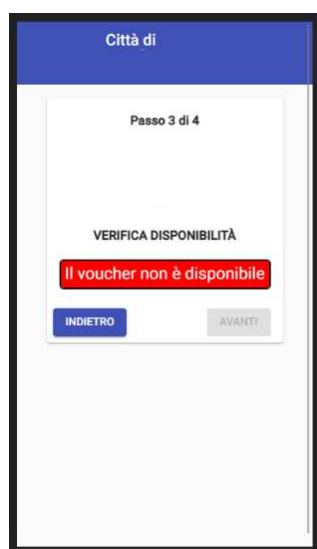 Città di
Passo 3 di 4
VERIFICA DISPONIBILITÀ
Il voucher non è disponibile
INDIETRO
AVANTI